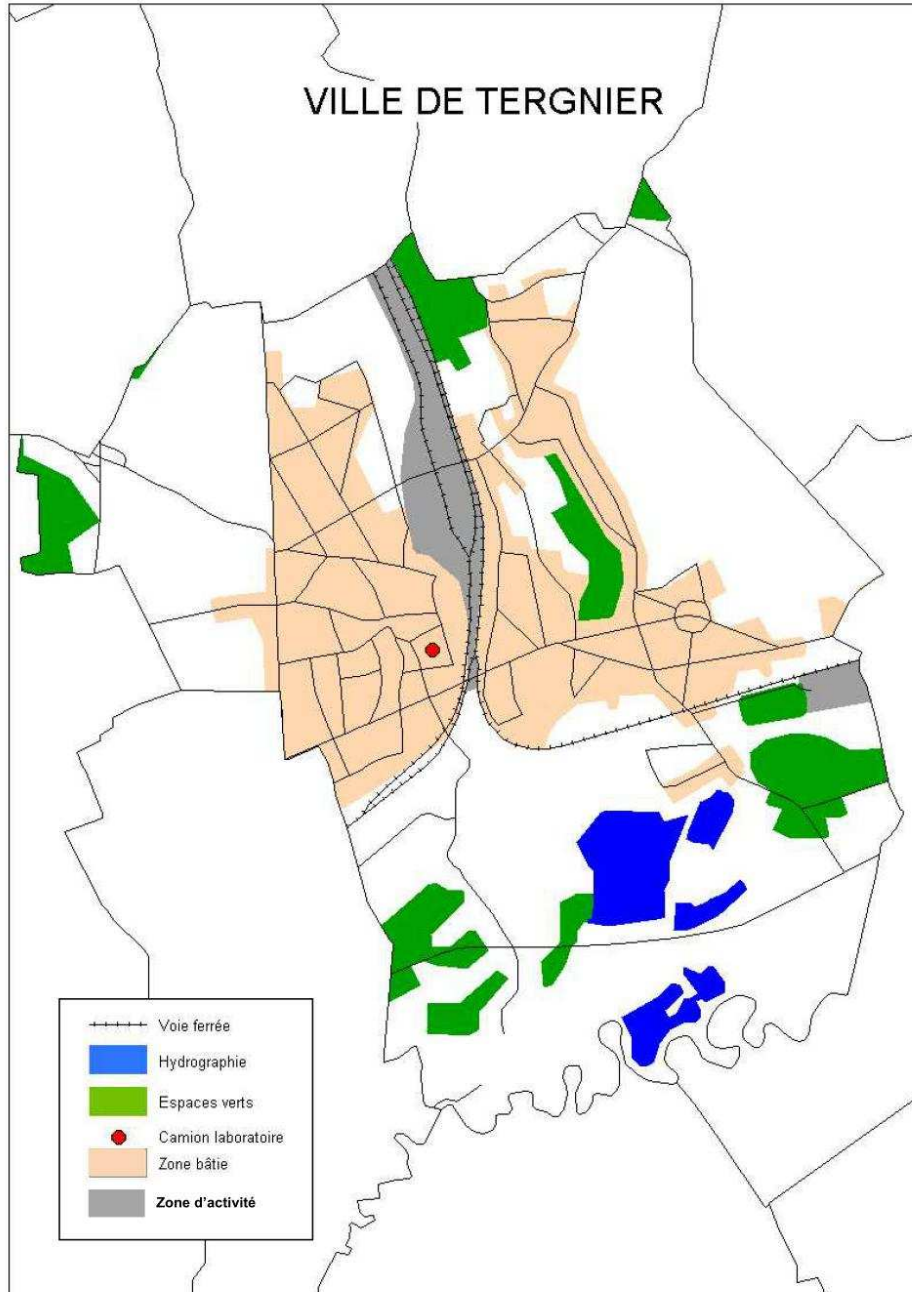 VILLE DE TERGNIER
Voie ferrée
Hydrographie
Espaces verts
Camion laboratoire
Zone bâtie
Zone d'activité